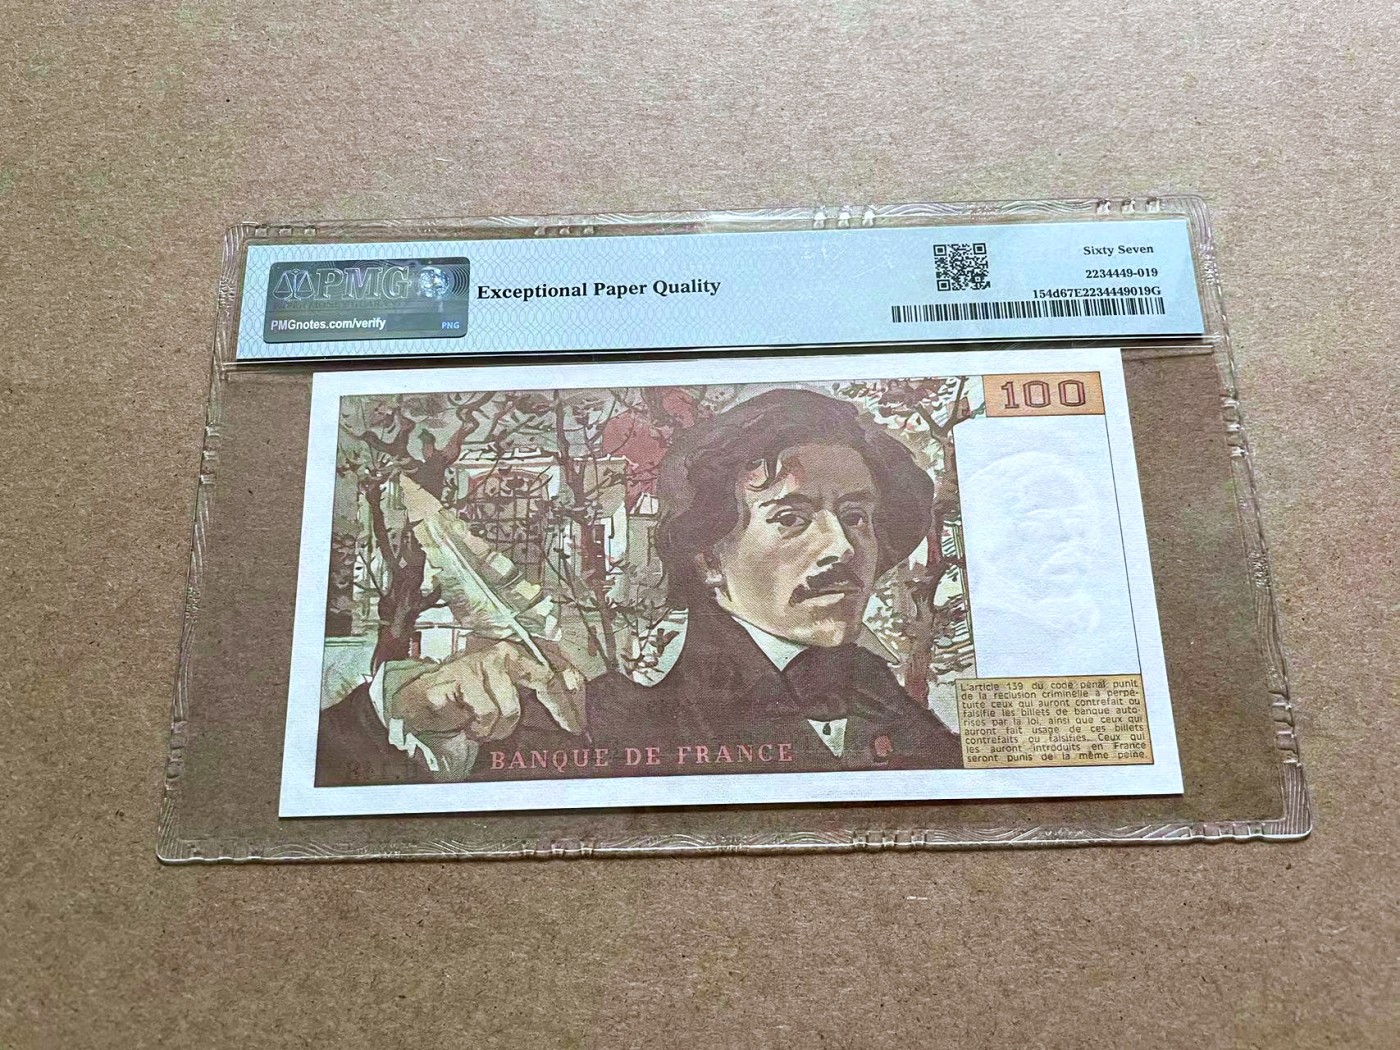 PMG
PMGnotes.com/verify
PNG
Exceptional Paper Quality
Sixty Seven
2234449-019
154d67E2234449019G
100
BANQUE DE FRANCE
L'article 139 du code pénal punit
de la réclusion criminelle à perpé-
tuité ceux qui auront contrefait ou
falsifié les billets de banque auto-
risés par la loi, ainsi que ceux qui
auront fait usage de ces billets
contrefaits ou falsifiés. Ceux qui
les auront introduits en France
seront punis de la même peine.